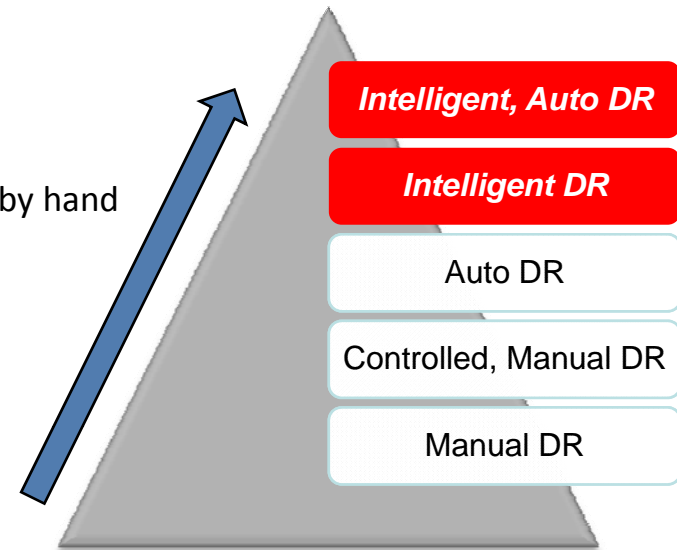 Intelligent, Auto DR
Intelligent DR
by hand
Auto DR
Controlled, Manual DR
Manual DR